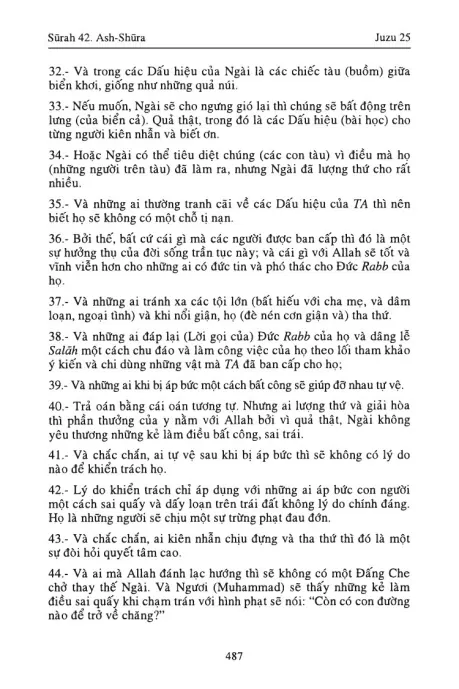 Sūrah 42. Ash-Shūra Juzu 25
32.- Và trong các Dấu hiệu của Ngài là các chiếc tàu (buồm) giữa
biển khơi, giống như những quả núi.
33.- Nếu muốn, Ngài sẽ cho ngưng gió lại thì chúng sẽ bất động trên
lưng (của biển cả). Quả thật, trong đó là các Dấu hiệu (bài học) cho
từng người kiên nhẫn và biết ơn.
34.- Hoặc Ngài có thể tiêu diệt chúng (các con tàu) vì điều mà họ
(những người trên tàu) đã làm ra, nhưng Ngài đã lượng thứ cho rất
nhiều.
35.- Và những ai thường tranh cãi về các Dấu hiệu của TA thì nên
biết họ sẽ không có một chỗ tị nạn.
36.- Bởi thế, bất cứ cái gì mà các người được ban cấp thì đó là một
sự hưởng thụ của đời sống trần tục này; và cái gì với Allah sẽ tốt và
vĩnh viễn hơn cho những ai có đức tin và phó thác cho Đức Rabb của
họ.
37.- Và những ai tránh xa các tội lớn (bất hiếu với cha mẹ, và dâm
loạn, ngoại tình) và khi nổi giận, họ (đè nén cơn giận và) tha thứ.
38.- Và những ai đáp lại (Lời gọi của) Đức Rabb của họ và dâng lễ
Salāh một cách chu đáo và làm công việc của họ theo lối tham khảo
ý kiến và chi dùng những vật mà TA đã ban cấp cho họ;
39.- Và những ai khi bị áp bức một cách bất công sẽ giúp đỡ nhau tự vệ.
40.- Trả oán bằng cái oán tương tự. Nhưng ai lượng thứ và giải hòa
thì phần thưởng của y nằm với Allah bởi vì quả thật, Ngài không
yêu thương những kẻ làm điều bất công, sai trái.
41.- Và chắc chắn, ai tự vệ sau khi bị áp bức thì sẽ không có lý do
nào để khiển trách họ.
42.- Lý do khiển trách chỉ áp dụng với những ai áp bức con người
một cách sai quấy và dấy loạn trên trái đất không lý do chính đáng.
Họ là những người sẽ chịu một sự trừng phạt đau đớn.
43.- Và chắc chắn, ai kiên nhẫn chịu đựng và tha thứ thì đó là một
sự đòi hỏi quyết tâm cao.
44.- Và ai mà Allah đánh lạc hướng thì sẽ không có một Đấng Che
chở thay thế Ngài. Và Ngươi (Muhammad) sẽ thấy những kẻ làm
điều sai quấy khi chạm trán với hình phạt sẽ nói: “Còn có con đường
nào để trở về chăng?”
487